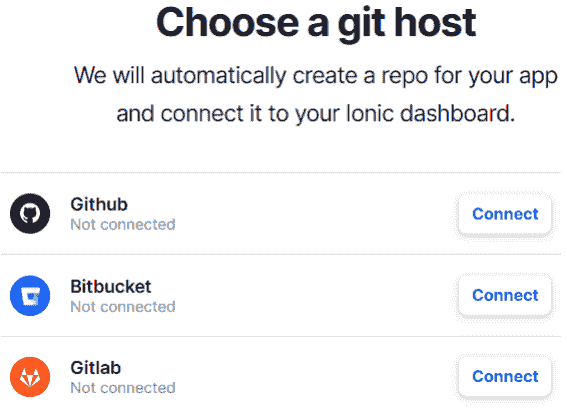 Choose a git host
We will automatically create a repo for your app
and connect it to your Ionic dashboard.
Github
Not connected
Connect
Bitbucket
Not connected
Connect
Gitlab
Not connected
Connect